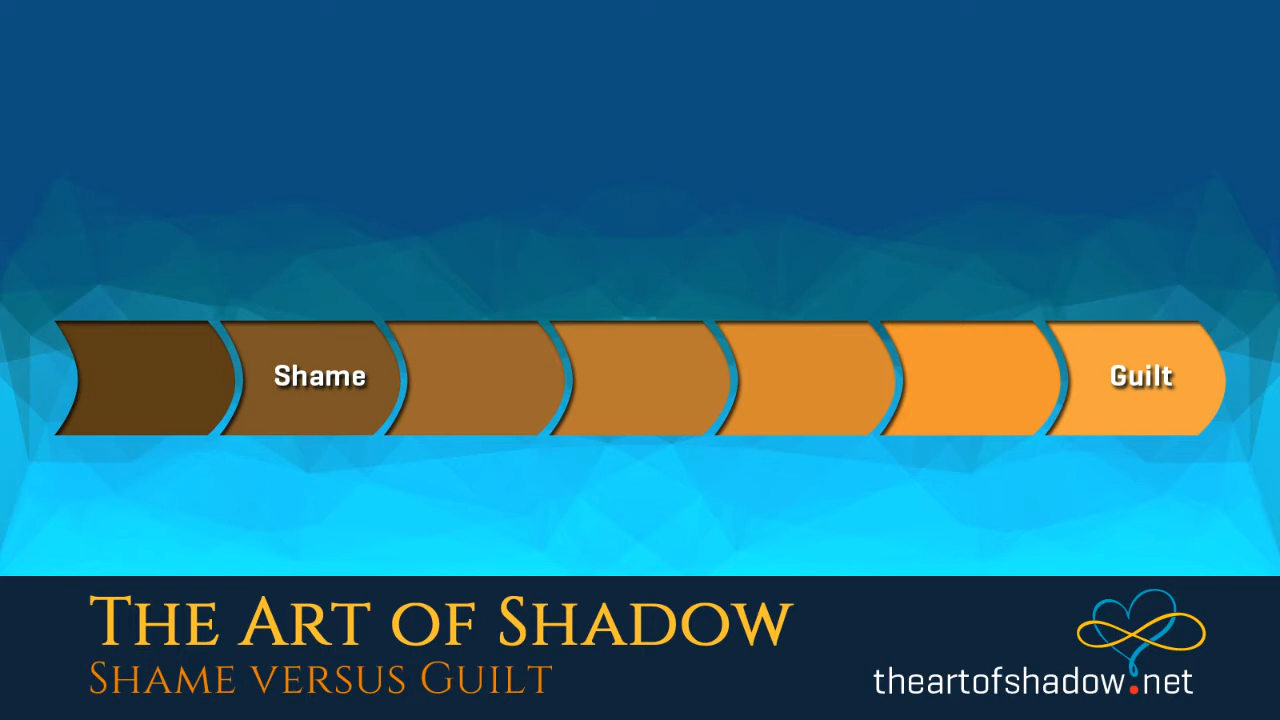 Shame
Guilt
The Art of Shadow
Shame versus Guilt
theartofshadow.net